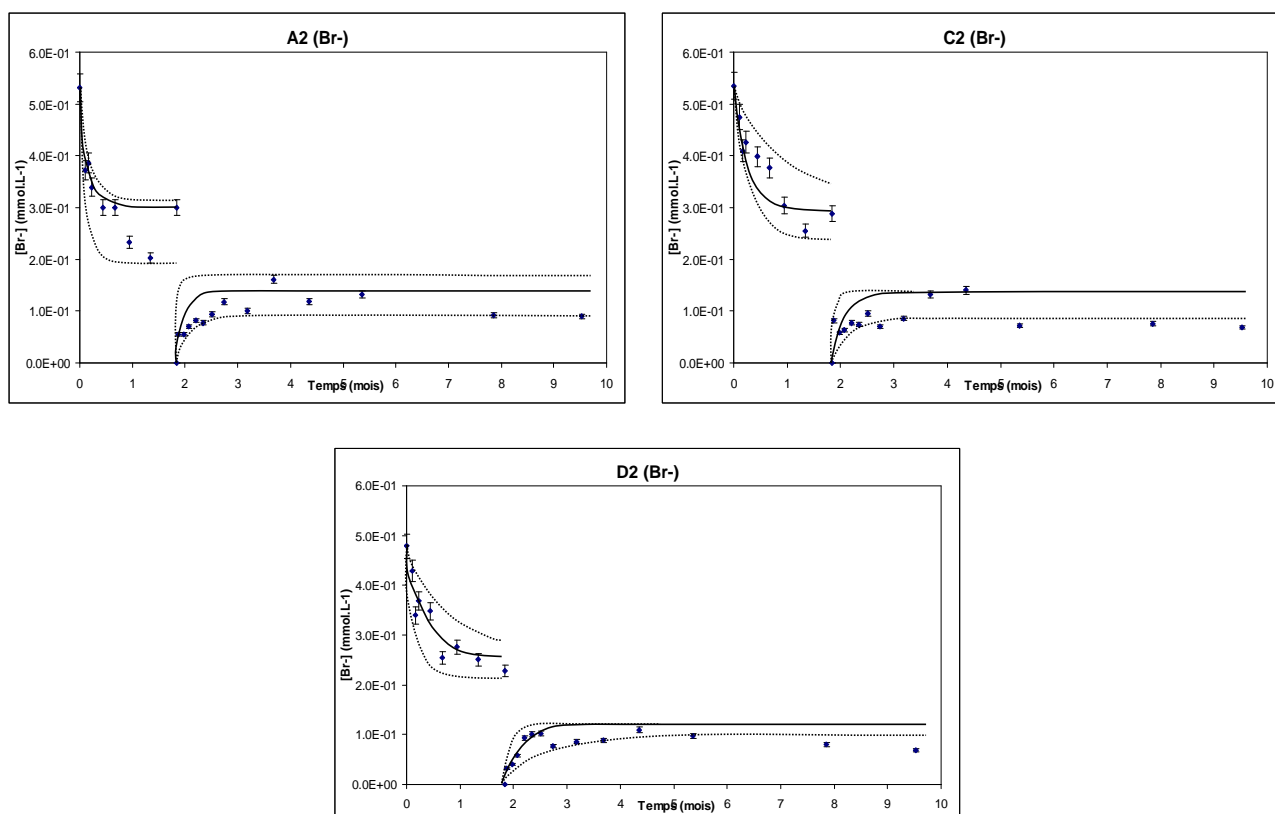 A2 (Br-)
6.0E-01
5.0E-01
4.0E-01
3.0E-01
2.0E-01
1.0E-01
0.0E+00
[Br-] (mmol.L-1)
0 1 2 3 4 5 6 7 8 9 10
Temps (mois)
C2 (Br-)
6.0E-01
5.0E-01
4.0E-01
3.0E-01
2.0E-01
1.0E-01
0.0E+00
[Br-] (mmol.L-1)
0 1 2 3 4 5 6 7 8 9 10
Temps (mois)
D2 (Br-)
6.0E-01
5.0E-01
4.0E-01
3.0E-01
2.0E-01
1.0E-01
0.0E+00
[Br-] (mmol.L-1)
0 1 2 3 4 5 6 7 8 9 10
Temps (mois)